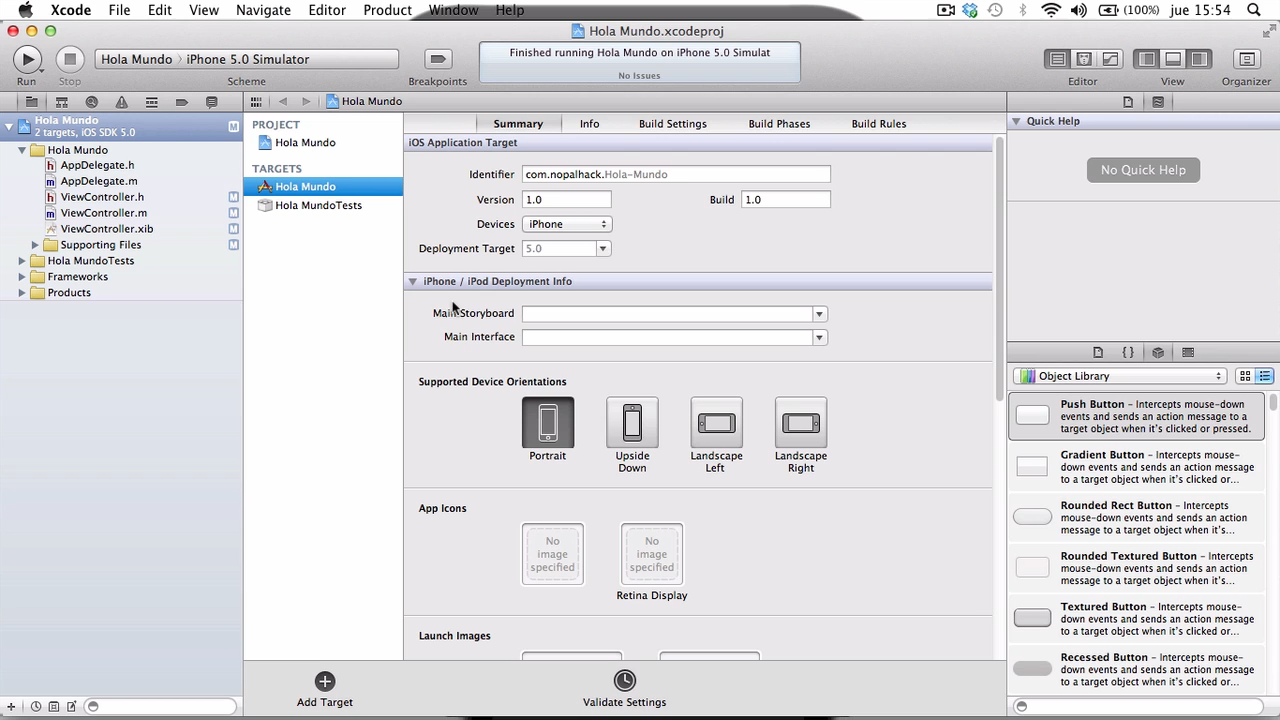 Xcode File Edit View Navigate Editor Product Window Help (100%) jue 15:54
Hola Mundo.xcodeproj
Hola Mundo iPhone 5.0 Simulator
Finished running Hola Mundo on iPhone 5.0 Simulat
No Issues
Run Stop Scheme Breakpoints Editor View Organizer
Hola Mundo
2 targets, iOS SDK 5.0
M
Hola Mundo
h AppDelegate.h
m AppDelegate.m
h ViewController.h M
m ViewController.m M
ViewController.xib M
Supporting Files M
Hola MundoTests
Frameworks
Products
Hola Mundo
PROJECT
Hola Mundo
TARGETS
Hola Mundo
Hola MundoTests
Summary Info Build Settings Build Phases Build Rules
iOS Application Target
Identifier com.nopalhack.Hola-Mundo
Version 1.0 Build 1.0
Devices iPhone
Deployment Target 5.0
iPhone / iPod Deployment Info
Main Storyboard
Main Interface
Supported Device Orientations
Portrait
Upside
Down
Landscape
Left
Landscape
Right
App Icons
No
image
specified
No
image
specified
Retina Display
Launch Images
Add Target
Validate Settings
Quick Help
No Quick Help
{}
Object Library
Push Button - Intercepts mouse-down
events and sends an action message to a
target object when it's clicked or pressed.
Gradient Button - Intercepts mouse-
down events and sends an action message
to a target object when it's clicked or...
Rounded Rect Button - Intercepts
mouse-down events and sends an action
message to a target object when it's...
Rounded Textured Button - Intercepts
mouse-down events and sends an action
message to a target object when it's...
Textured Button - Intercepts mouse-
down events and sends an action message
to a target object when it's clicked or...
Recessed Button - Intercepts mouse-
down events and sends an action message
to a target object when it's clicked or...